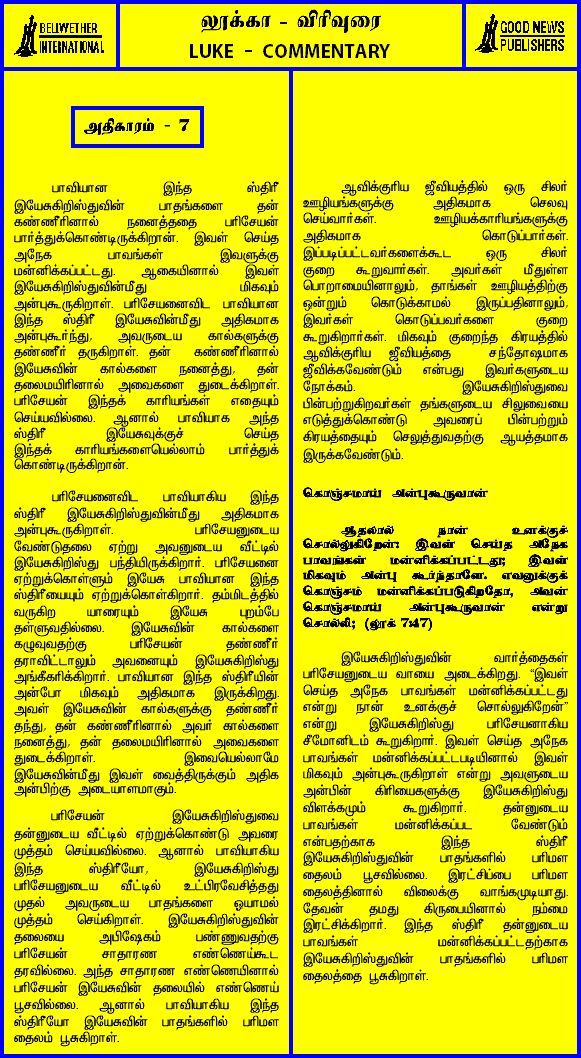 BELWETHER
INTERNATIONAL
லூக்கா - விரிவுரை
LUKE - COMMENTARY
GOOD NEWS
PUBLISHERS
அதிகாரம் - 7
பாவியான இந்த ஸ்திரீ
இயேசுகிறிஸ்துவின் பாதங்களை தன்
கண்ணீரினால் நனைத்ததை பரிசேயன்
பார்த்துக்கொண்டிருக்கிறான். இவள் செய்த
அநேக பாவங்கள் இவளுக்கு
மன்னிக்கப்பட்டது. ஆகையினால் இவள்
இயேசுகிறிஸ்துவின்மீது மிகவும்
அன்புகூருகிறாள். பரிசேயனைவிட பாவியான
இந்த ஸ்திரீ இயேசுவின்மீது அதிகமாக
அன்புகூர்ந்து, அவருடைய கால்களுக்கு
தண்ணீர் தருகிறாள். தன் கண்ணீரினால்
இயேசுவின் கால்களை நனைத்து, தன்
தலைமயிரினால் அவைகளை துடைக்கிறாள்.
பரிசேயன் இந்தக் காரியங்கள் எதையும்
செய்யவில்லை. ஆனால் பாவியாக அந்த
ஸ்திரீ இயேசுவுக்குச் செய்த
இந்தக் காரியங்களையெல்லாம் பார்த்துக்
கொண்டிருக்கிறான்.
பரிசேயனைவிட பாவியாகிய இந்த
ஸ்திரீ இயேசுகிறிஸ்துவின்மீது அதிகமாக
அன்புகூருகிறாள். பரிசேயனுடைய
வேண்டுதலை ஏற்று அவனுடைய வீட்டில்
இயேசுகிறிஸ்து பந்தியிருக்கிறார். பரிசேயனை
ஏற்றுக்கொள்ளும் இயேசு பாவியான இந்த
ஸ்திரீயையும் ஏற்றுக்கொள்கிறார். தம்மிடத்தில்
வருகிற யாரையும் இயேசு புறம்பே
தள்ளுவதில்லை. இயேசுவின் கால்களை
கழுவுவதற்கு பரிசேயன் தண்ணீர்
தராவிட்டாலும் அவனையும் இயேசுகிறிஸ்து
அங்கீகரிக்கிறார். பாவியான இந்த ஸ்திரீயின்
அன்போ மிகவும் அதிகமாக இருக்கிறது.
அவள் இயேசுவின் கால்களுக்கு தண்ணீர்
தந்து, தன் கண்ணீரினால் அவர் கால்களை
நனைத்து, தன் தலைமயிரினால் அவைகளை
துடைக்கிறாள். இவையெல்லாமே
இயேசுவின்மீது இவள் வைத்திருக்கும் அதிக
அன்பிற்கு அடையாளமாகும்.
பரிசேயன் இயேசுகிறிஸ்துவை
தன்னுடைய வீட்டில் ஏற்றுக்கொண்டு அவரை
முத்தம் செய்யவில்லை. ஆனால் பாவியாகிய
இந்த ஸ்திரீயோ, இயேசுகிறிஸ்து
பரிசேயனுடைய வீட்டில் உட்பிரவேசித்தது
முதல் அவருடைய பாதங்களை ஓயாமல்
முத்தம் செய்கிறாள். இயேசுகிறிஸ்துவின்
தலையை அபிஷேகம் பண்ணுவதற்கு
பரிசேயன் சாதாரண எண்ணெய்கூட
தரவில்லை. அந்த சாதாரண எண்ணெயினால்
பரிசேயன் இயேசுவின் தலையில் எண்ணெய்
பூசவில்லை. ஆனால் பாவியாகிய இந்த
ஸ்திரீயோ இயேசுவின் பாதங்களில் பரிமள
தைலம் பூசுகிறாள்.
ஆவிக்குரிய ஜீவியத்தில் ஒரு சிலர்
ஊழியங்களுக்கு அதிகமாக செலவு
செய்வார்கள். ஊழியக்காரியங்களுக்கு
அதிகமாக கொடுப்பார்கள்.
இப்படிப்பட்டவர்களைக்கூட ஒரு சிலர்
குறை கூறுவார்கள். அவர்கள் மீதுள்ள
பொறாமையினாலும், தாங்கள் ஊழியத்திற்கு
ஒன்றும் கொடுக்காமல் இருப்பதினாலும்,
இவர்கள் கொடுப்பவர்களை குறை
கூறுகிறார்கள். மிகவும் குறைந்த கிரயத்தில்
ஆவிக்குரிய ஜீவியத்தை சந்தோஷமாக
ஜீவிக்கவேண்டும் என்பது இவர்களுடைய
நோக்கம். இயேசுகிறிஸ்துவை
பின்பற்றுகிறவர்கள் தங்களுடைய சிலுவையை
எடுத்துக்கொண்டு அவரைப் பின்பற்றும்
கிரயத்தையும் செலுத்துவதற்கு ஆயத்தமாக
இருக்கவேண்டும்.
கொஞ்சமாய் அன்புகூருவான்
ஆதலால் நான் உனக்குச்
சொல்லுகிறேன்: இவள் செய்த அநேக
பாவங்கள் மன்னிக்கப்பட்டது; இவள்
மிகவும் அன்பு கூர்ந்தாளே. எவனுக்குக்
கொஞ்சம் மன்னிக்கப்படுகிறதோ, அவன்
கொஞ்சமாய் அன்புகூருவான் என்று
சொல்லி; (லூக் 7:47)
இயேசுகிறிஸ்துவின் வார்த்தைகள்
பரிசேயனுடைய வாயை அடைக்கிறது. "இவள்
செய்த அநேக பாவங்கள் மன்னிக்கப்பட்டது
என்று நான் உனக்குச் சொல்லுகிறேன்"
என்று இயேசுகிறிஸ்து பரிசேயனாகிய
சீமோனிடம் கூறுகிறார். இவள் செய்த அநேக
பாவங்கள் மன்னிக்கப்பட்டபடியினால் இவள்
மிகவும் அன்புகூருகிறாள் என்று அவளுடைய
அன்பின் கிரியைகளுக்கு இயேசுகிறிஸ்து
விளக்கமும் கூறுகிறார். தன்னுடைய
பாவங்கள் மன்னிக்கப்பட வேண்டும்
என்பதற்காக இந்த ஸ்திரீ
இயேசுகிறிஸ்துவின் பாதங்களில் பரிமள
தைலம் பூசவில்லை. இரட்சிப்பை பரிமள
தைலத்தினால் விலைக்கு வாங்கமுடியாது.
தேவன் தமது கிருபையினால் நம்மை
இரட்சிக்கிறார். இந்த ஸ்திரீ தன்னுடைய
பாவங்கள் மன்னிக்கப்பட்டதற்காக
இயேசுகிறிஸ்துவின் பாதங்களில் பரிமள
தைலத்தை பூசுகிறாள்.